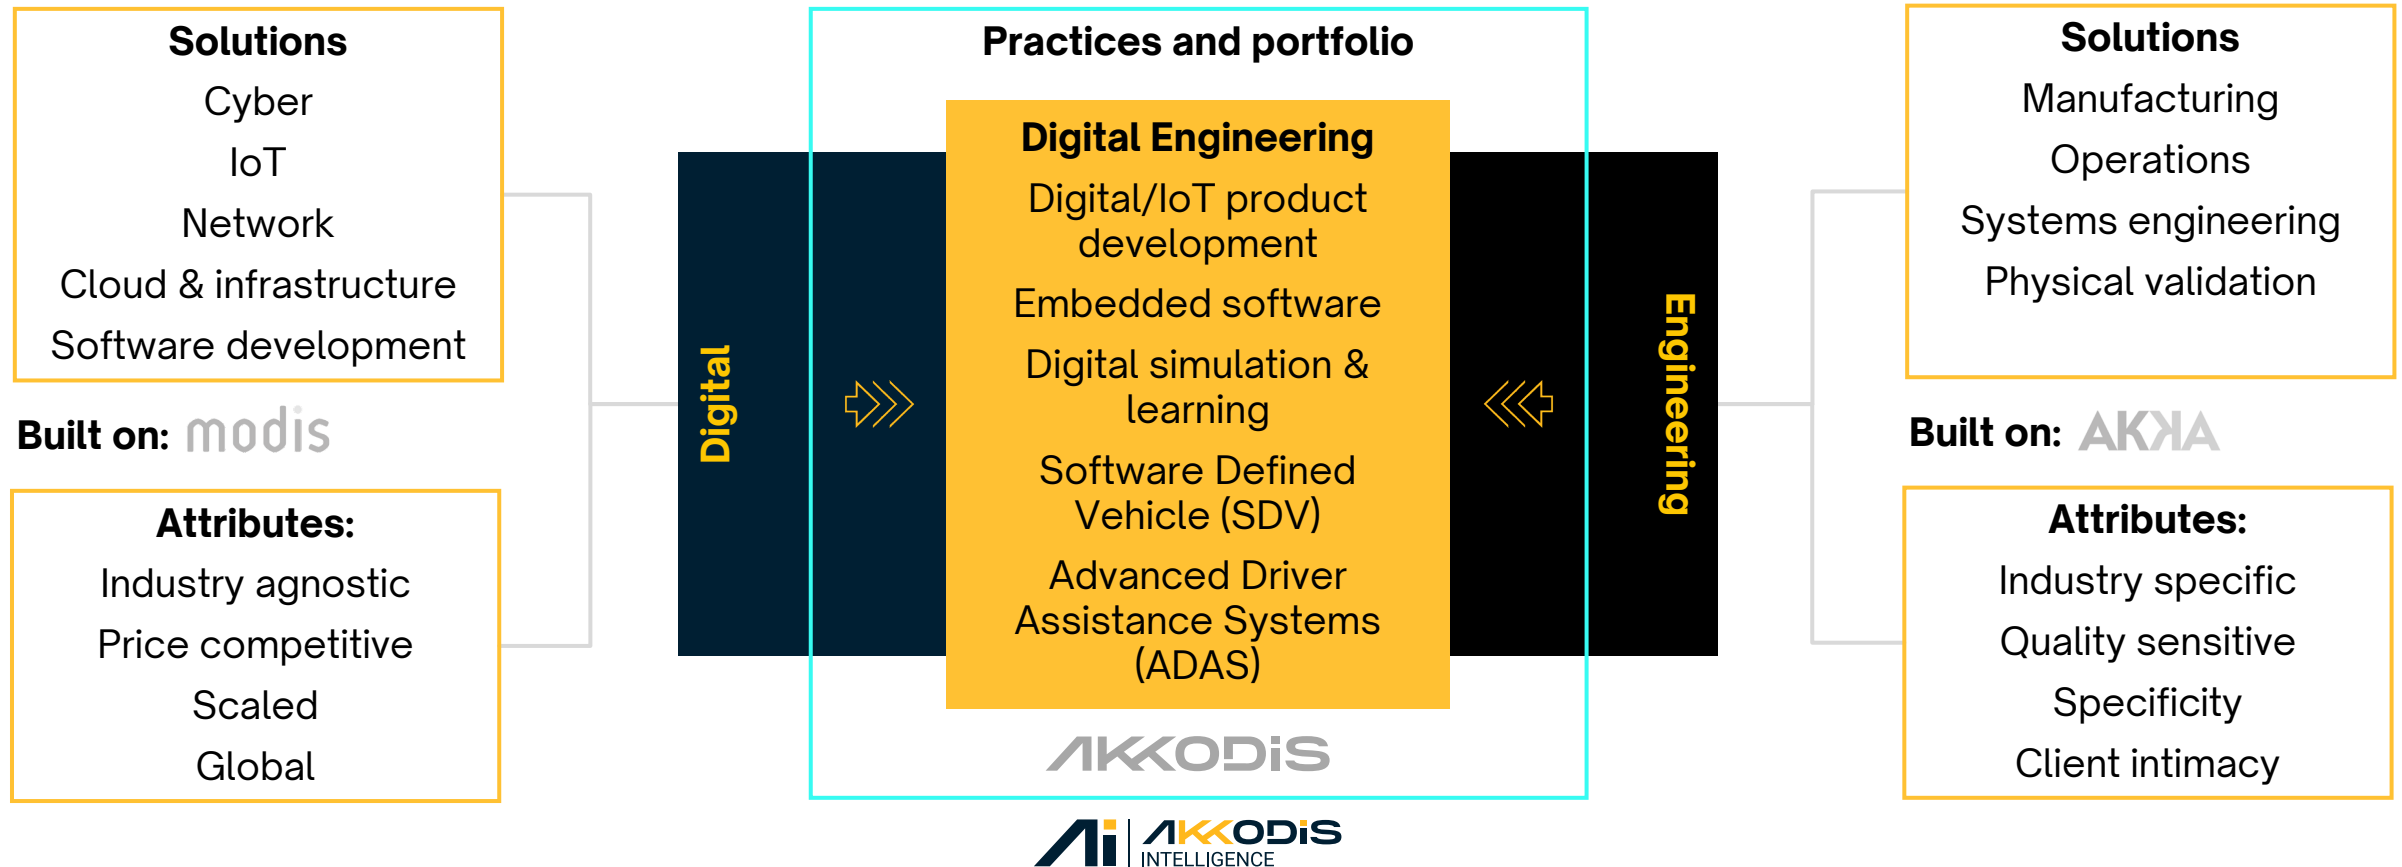 Solutions
Cyber
IoT
Network
Cloud & infrastructure
Software development
Built on: modis
Attributes:
Industry agnostic
Price competitive
Scaled
Global
Digital
Practices and portfolio
Digital Engineering
Digital/IoT product
development
Embedded software
Digital simulation &
learning
Software Defined
Vehicle (SDV)
Advanced Driver
Assistance Systems
(ADAS)
AKKODiS
Engineering
Solutions
Manufacturing
Operations
Systems engineering
Physical validation
Built on: AKKA
Attributes:
Industry specific
Quality sensitive
Specificity
Client intimacy
Ai AKKODiS
INTELLIGENCE